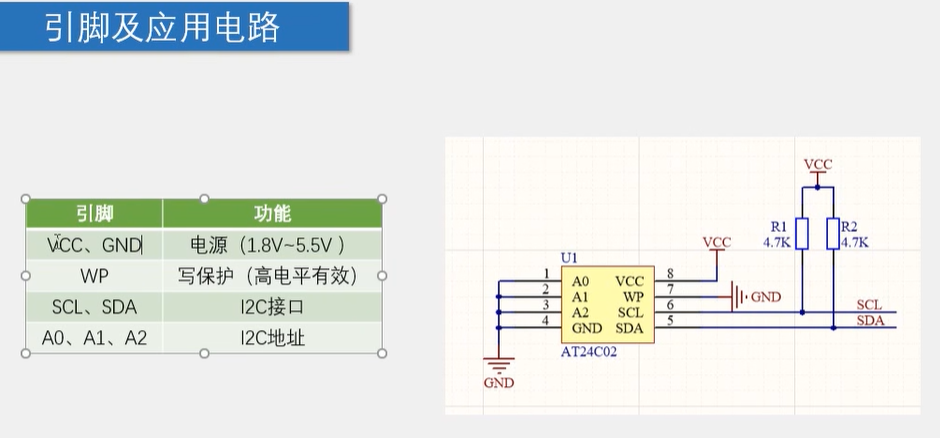 引脚及应用电路
引脚 功能
VCC、GND 电源（1.8V~5.5V ）
WP 写保护（高电平有效）
SCL、SDA I2C接口
A0、A1、A2 I2C地址
VCC
R1 R2
4.7K 4.7K
VCC
U1
1 A0 VCC 8
2 A1 WP 7 GND
3 A2 SCL 6 SCL
4 GND SDA 5 SDA
AT24C02
GND